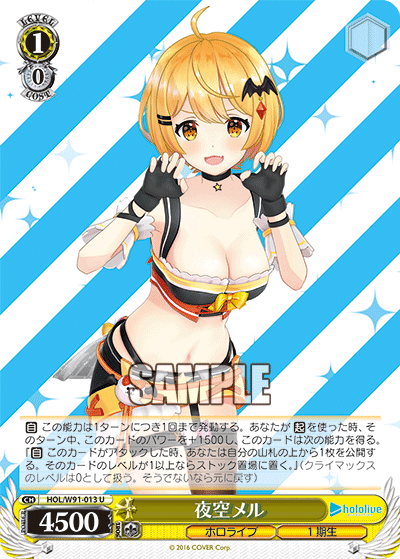 LEVEL
1
0
COST
SAMPLE
【自】 この能力は1ターンにつき1回まで発動する。あなたが【起】を使った時、そ
のターン中、このカードのパワーを＋1500し、このカードは次の能力を得る。
『【自】 このカードがアタックした時、あなたは自分の山札の上から1枚を公開す
る。そのカードのレベルが1以上ならストック置場に置く。』（クライマックス
のレベルは0として扱う。そうでないなら元に戻す）
CH HOL/W91-013 U
4500
夜空メル
hololive
ホロライブ
1期生
© 2016 COVER Corp.